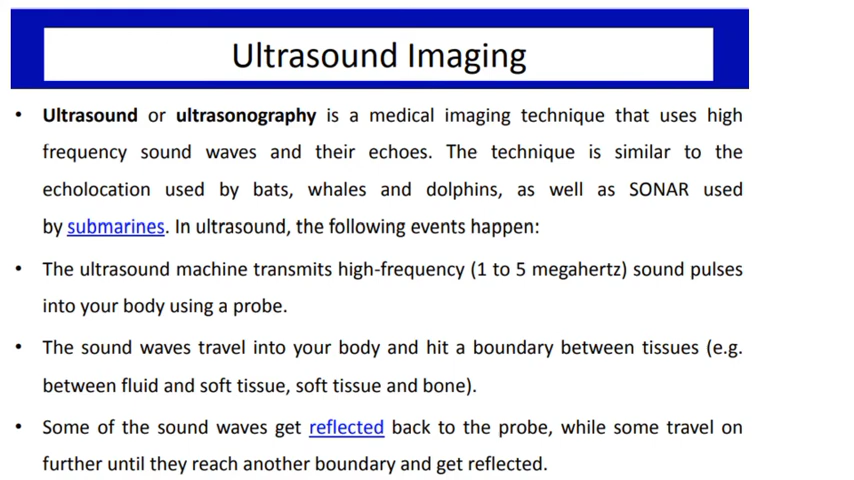 Ultrasound Imaging
• Ultrasound or ultrasonography is a medical imaging technique that uses high
frequency sound waves and their echoes. The technique is similar to the
echolocation used by bats, whales and dolphins, as well as SONAR used
by submarines. In ultrasound, the following events happen:
• The ultrasound machine transmits high-frequency (1 to 5 megahertz) sound pulses
into your body using a probe.
• The sound waves travel into your body and hit a boundary between tissues (e.g.
between fluid and soft tissue, soft tissue and bone).
• Some of the sound waves get reflected back to the probe, while some travel on
further until they reach another boundary and get reflected.